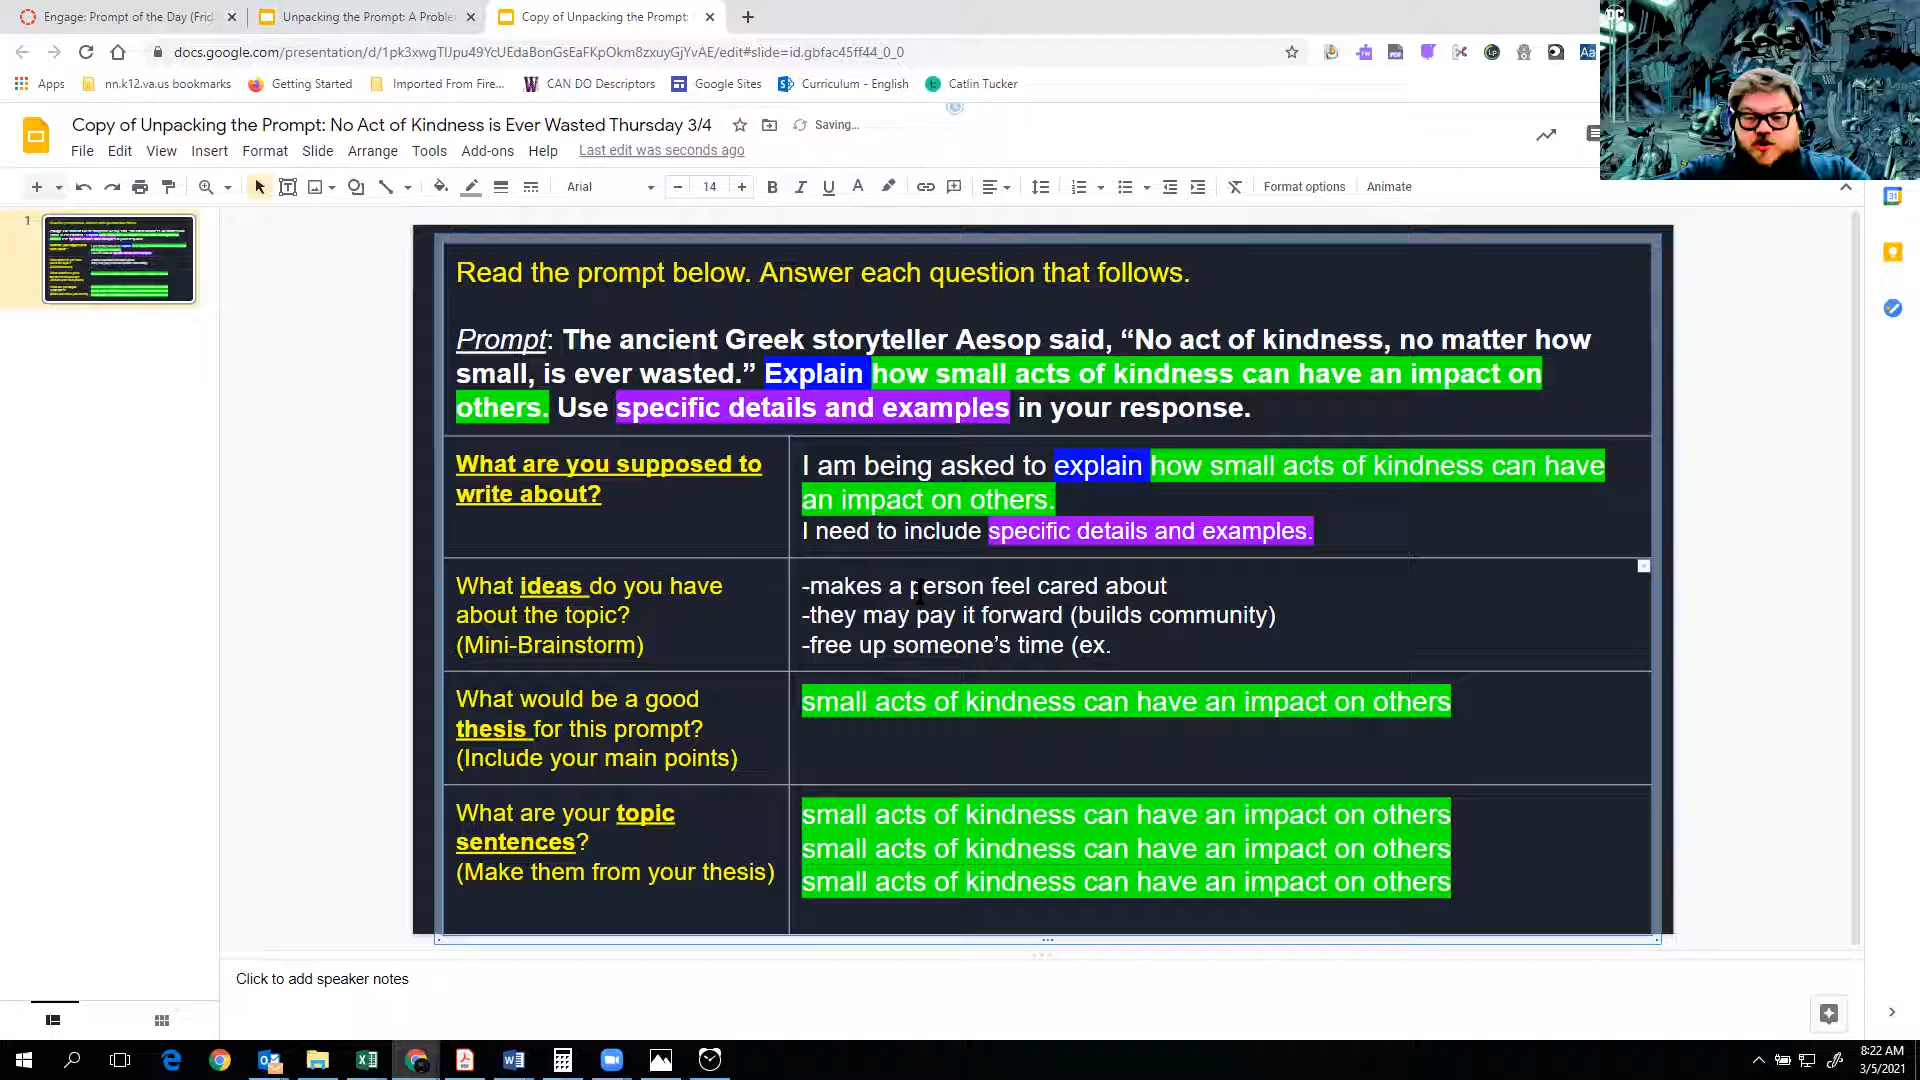 Engage: Prompt of the Day (Frid
Unpacking the Prompt: A Proble
Copy of Unpacking the Prompt:
docs.google.com/presentation/d/1pk3xwgTIJpu49YcUEdaBonGsEaFKpOkm8zxuyGjYvAE/edit#slide=id.gbfac45ff44_0_0
Apps
nn.k12.va.us bookmarks
Getting Started
Imported From Fire...
CAN DO Descriptors
Google Sites
Curriculum - English
Catlin Tucker
DC
Copy of Unpacking the Prompt: No Act of Kindness is Ever Wasted Thursday 3/4
Saving...
File Edit View Insert Format Slide Arrange Tools Add-ons Help Last edit was seconds ago
Arial
14
Format options
Animate
1
Read the prompt below. Answer each question that follows.
Prompt: The ancient Greek storyteller Aesop said, “No act of kindness, no matter how
small, is ever wasted.” Explain how small acts of kindness can have an impact on
others. Use specific details and examples in your response.
What are you supposed to
write about?
I am being asked to explain how small acts of kindness can have
an impact on others.
I need to include specific details and examples.
What ideas do you have
about the topic?
(Mini-Brainstorm)
-makes a person feel cared about
-they may pay it forward (builds community)
-free up someone’s time (ex.
What would be a good
thesis for this prompt?
(Include your main points)
small acts of kindness can have an impact on others
What are your topic
sentences?
(Make them from your thesis)
small acts of kindness can have an impact on others
small acts of kindness can have an impact on others
small acts of kindness can have an impact on others
Click to add speaker notes
8:22 AM
3/5/2021